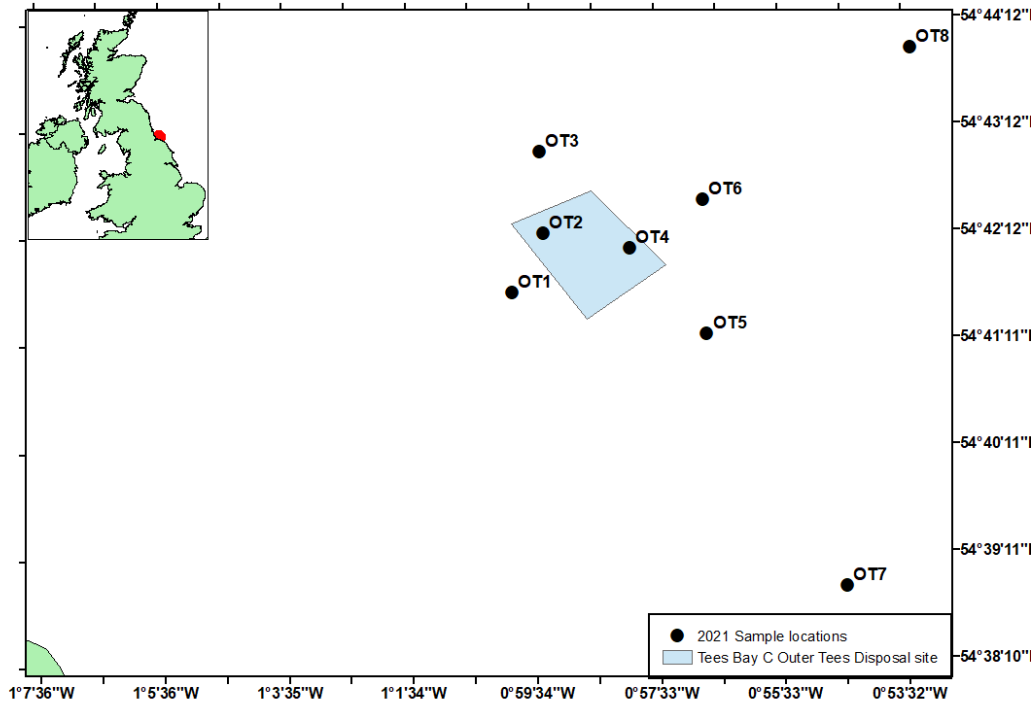 54°44'12"N
OT8
54°43'12"N
OT3
OT6
54°42'12"N
OT2
OT4
OT1
OT5
54°41'11"N
54°40'11"N
54°39'11"N
OT7
2021 Sample locations
Tees Bay C Outer Tees Disposal site
54°38'10"N
1°7'36"W 1°5'36"W 1°3'35"W 1°1'34"W 0°59'34"W 0°57'33"W 0°55'33"W 0°53'32"W